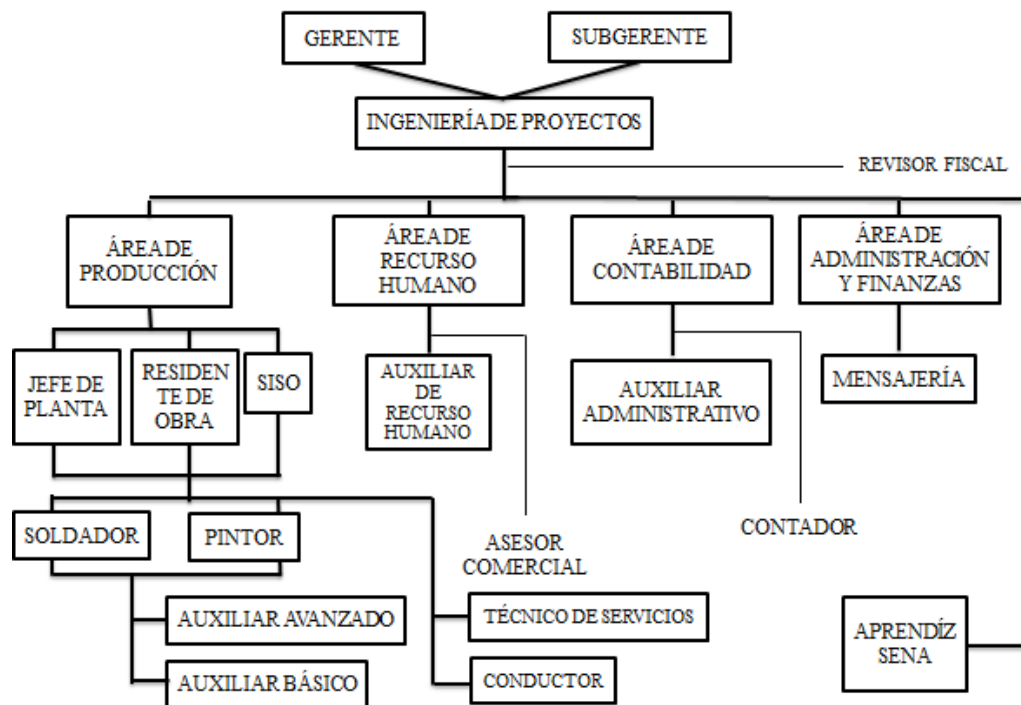 GERENTE
SUBGERENTE
INGENIERÍA DE PROYECTOS
REVISOR FISCAL
ÁREA DE
PRODUCCIÓN
ÁREA DE
RECURSO
HUMANO
ÁREA DE
CONTABILIDAD
ÁREA DE
ADMINISTRACIÓN
Y FINANZAS
JEFE DE
PLANTA
RESIDEN
TE DE
OBRA
SISO
AUXILIAR
DE
RECURSO
HUMANO
AUXILIAR
ADMINISTRATIVO
MENSAJERÍA
SOLDADOR
PINTOR
ASESOR
COMERCIAL
CONTADOR
AUXILIAR AVANZADO
TÉCNICO DE SERVICIOS
APRENDÍZ
SENA
AUXILIAR BÁSICO
CONDUCTOR